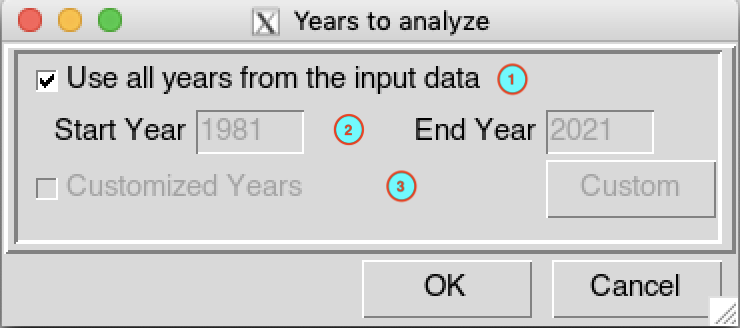 Years to analyze
Use all years from the input data 1
Start Year 1981 2 End Year 2021
Customized Years 3 Custom
OK Cancel